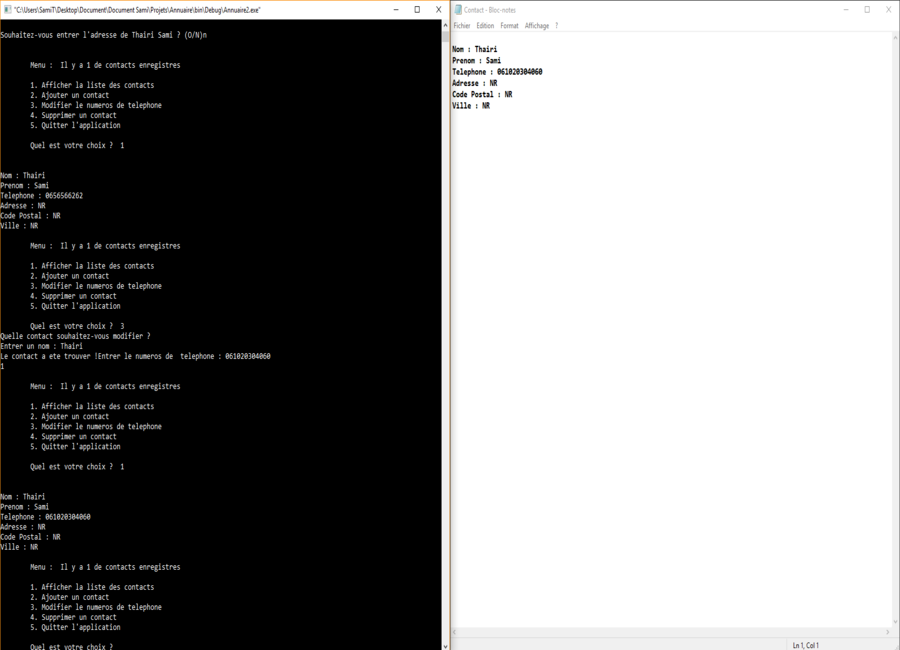 "C:\Users\SamiT\Desktop\Document\Document Sami\Projets\Annuaire\bin\Debug\Annuaire2.exe"
Souhaitez-vous entrer l'adresse de Thairi Sami ? (O/N)n
Menu :  Il y a 1 de contacts enregistres
1. Afficher la liste des contacts
2. Ajouter un contact
3. Modifier le numeros de telephone
4. Supprimer un contact
5. Quitter l'application
Quel est votre choix ?  1
Nom : Thairi
Prenom : Sami
Telephone : 0656566262
Adresse : NR
Code Postal : NR
Ville : NR
Menu :  Il y a 1 de contacts enregistres
1. Afficher la liste des contacts
2. Ajouter un contact
3. Modifier le numeros de telephone
4. Supprimer un contact
5. Quitter l'application
Quel est votre choix ?  3
Quelle contact souhaitez-vous modifier ?
Entrer un nom : Thairi
Le contact a ete trouver !Entrer le numeros de  telephone : 061020304060
1
Menu :  Il y a 1 de contacts enregistres
1. Afficher la liste des contacts
2. Ajouter un contact
3. Modifier le numeros de telephone
4. Supprimer un contact
5. Quitter l'application
Quel est votre choix ?  1
Nom : Thairi
Prenom : Sami
Telephone : 061020304060
Adresse : NR
Code Postal : NR
Ville : NR
Menu :  Il y a 1 de contacts enregistres
1. Afficher la liste des contacts
2. Ajouter un contact
3. Modifier le numeros de telephone
4. Supprimer un contact
5. Quitter l'application
Quel est votre choix ?
Contact - Bloc-notes
Fichier Edition Format Affichage ?
Nom : Thairi
Prenom : Sami
Telephone : 061020304060
Adresse : NR
Code Postal : NR
Ville : NR
Ln 1, Col 1